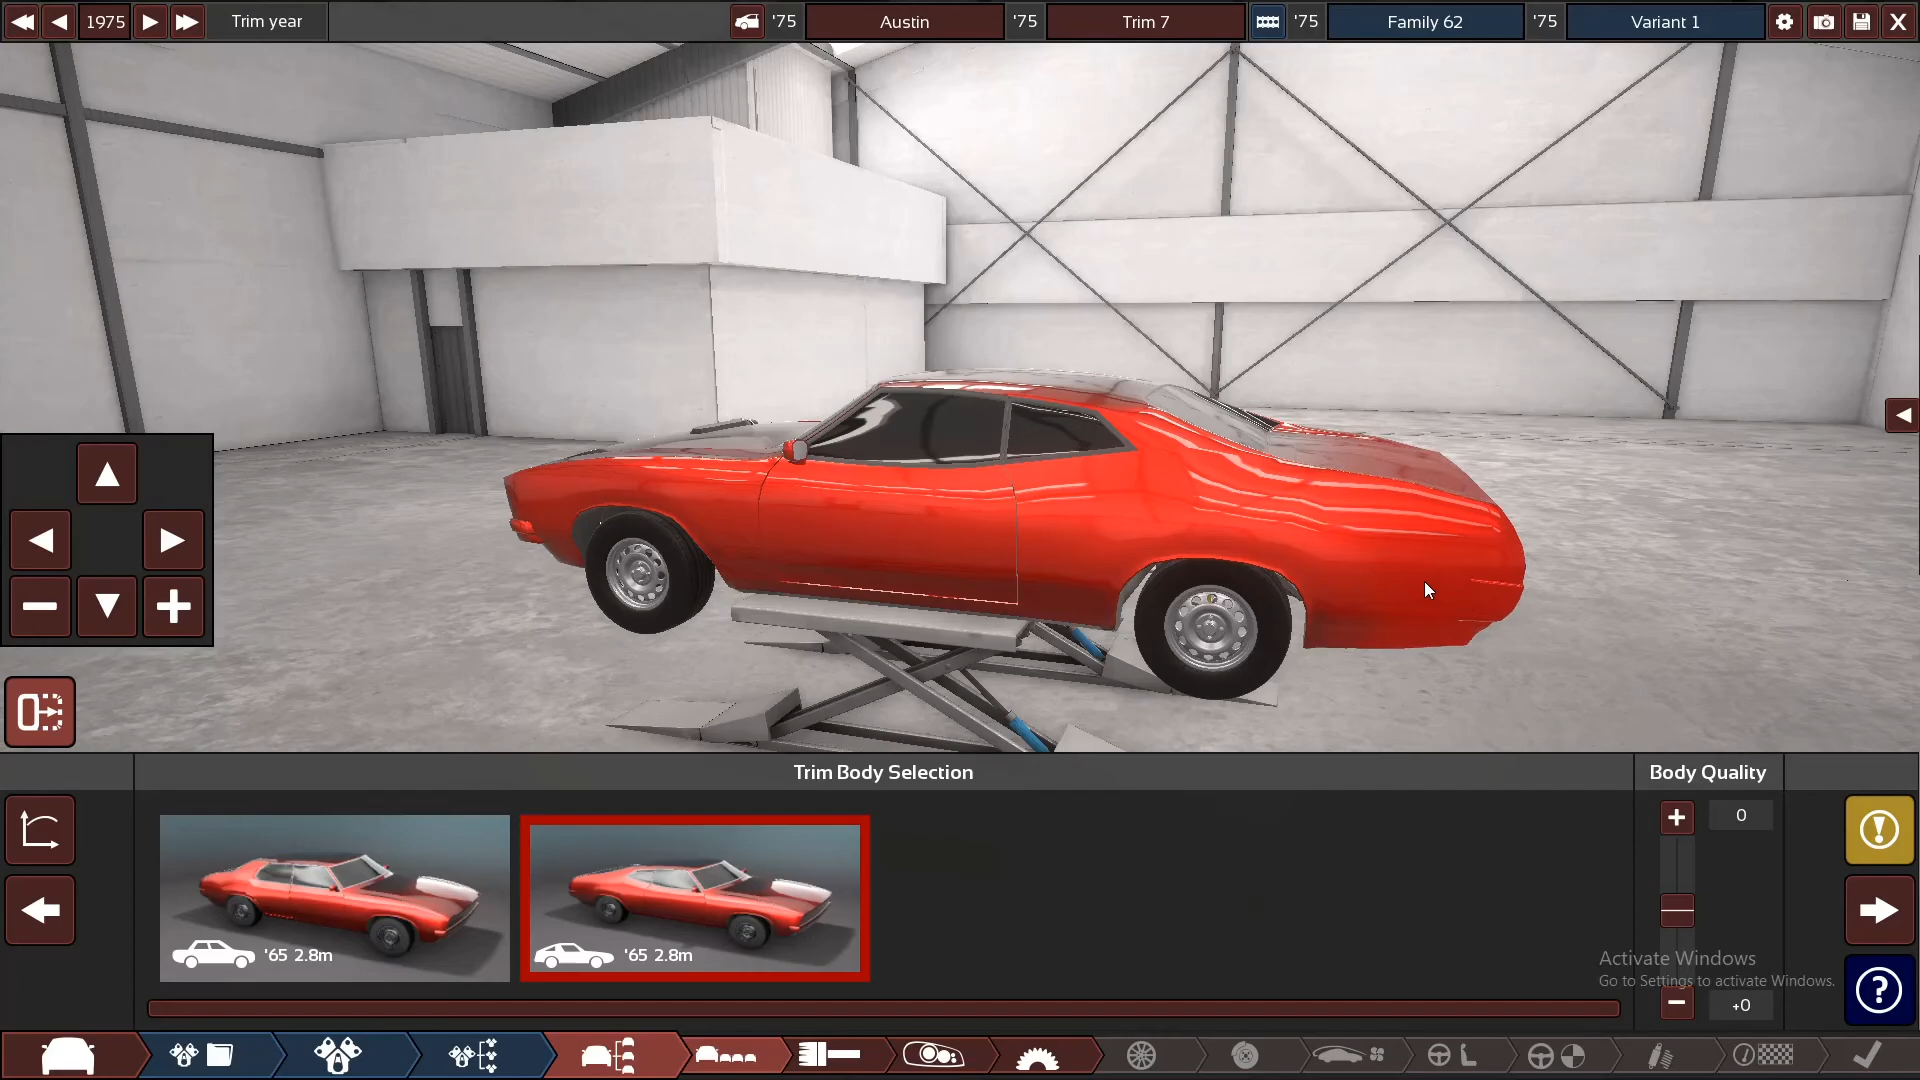 1975
Trim year
'75
Austin
'75
Trim 7
'75
Family 62
'75
Variant 1
Trim Body Selection
Body Quality
0
'65 2.8m
'65 2.8m
Activate Windows
Go to Settings to activate Windows.
+0